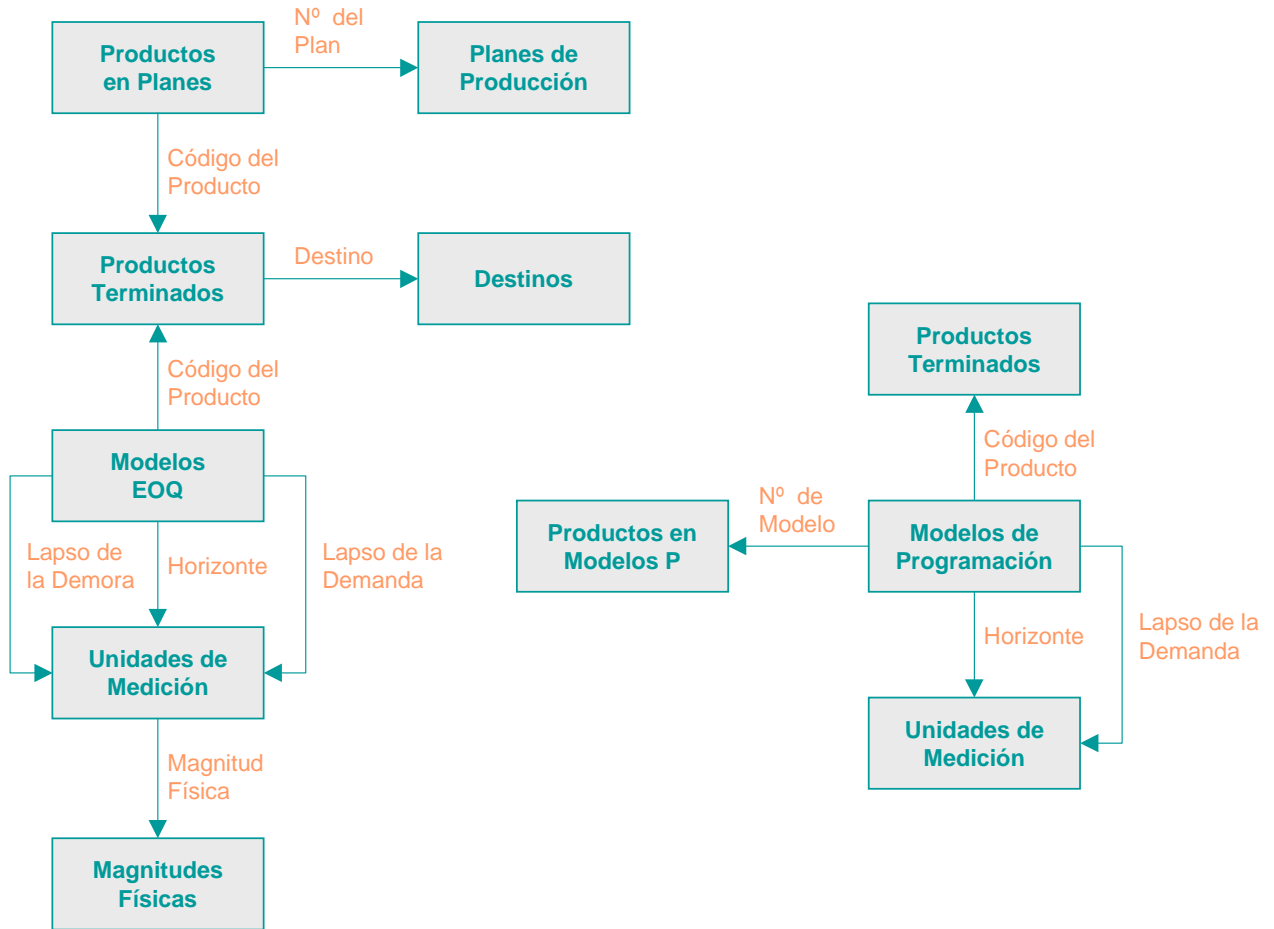 Nº del
Plan
Productos
en Planes
Planes de
Producción
Código del
Producto
Productos
Terminados
Destino
Destinos
Código del
Producto
Modelos
EOQ
Lapso de
la Demora
Horizonte
Lapso de la
Demanda
Unidades de
Medición
Magnitud
Física
Magnitudes
Físicas
Productos
Terminados
Código del
Producto
Nº de
Modelo
Productos en
Modelos P
Modelos de
Programación
Horizonte
Lapso de la
Demanda
Unidades de
Medición